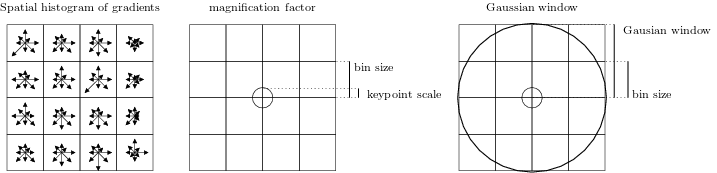 Spatial histogram of gradients
magnification factor
Gaussian window
Gausian window
bin size
keypoint scale
bin size